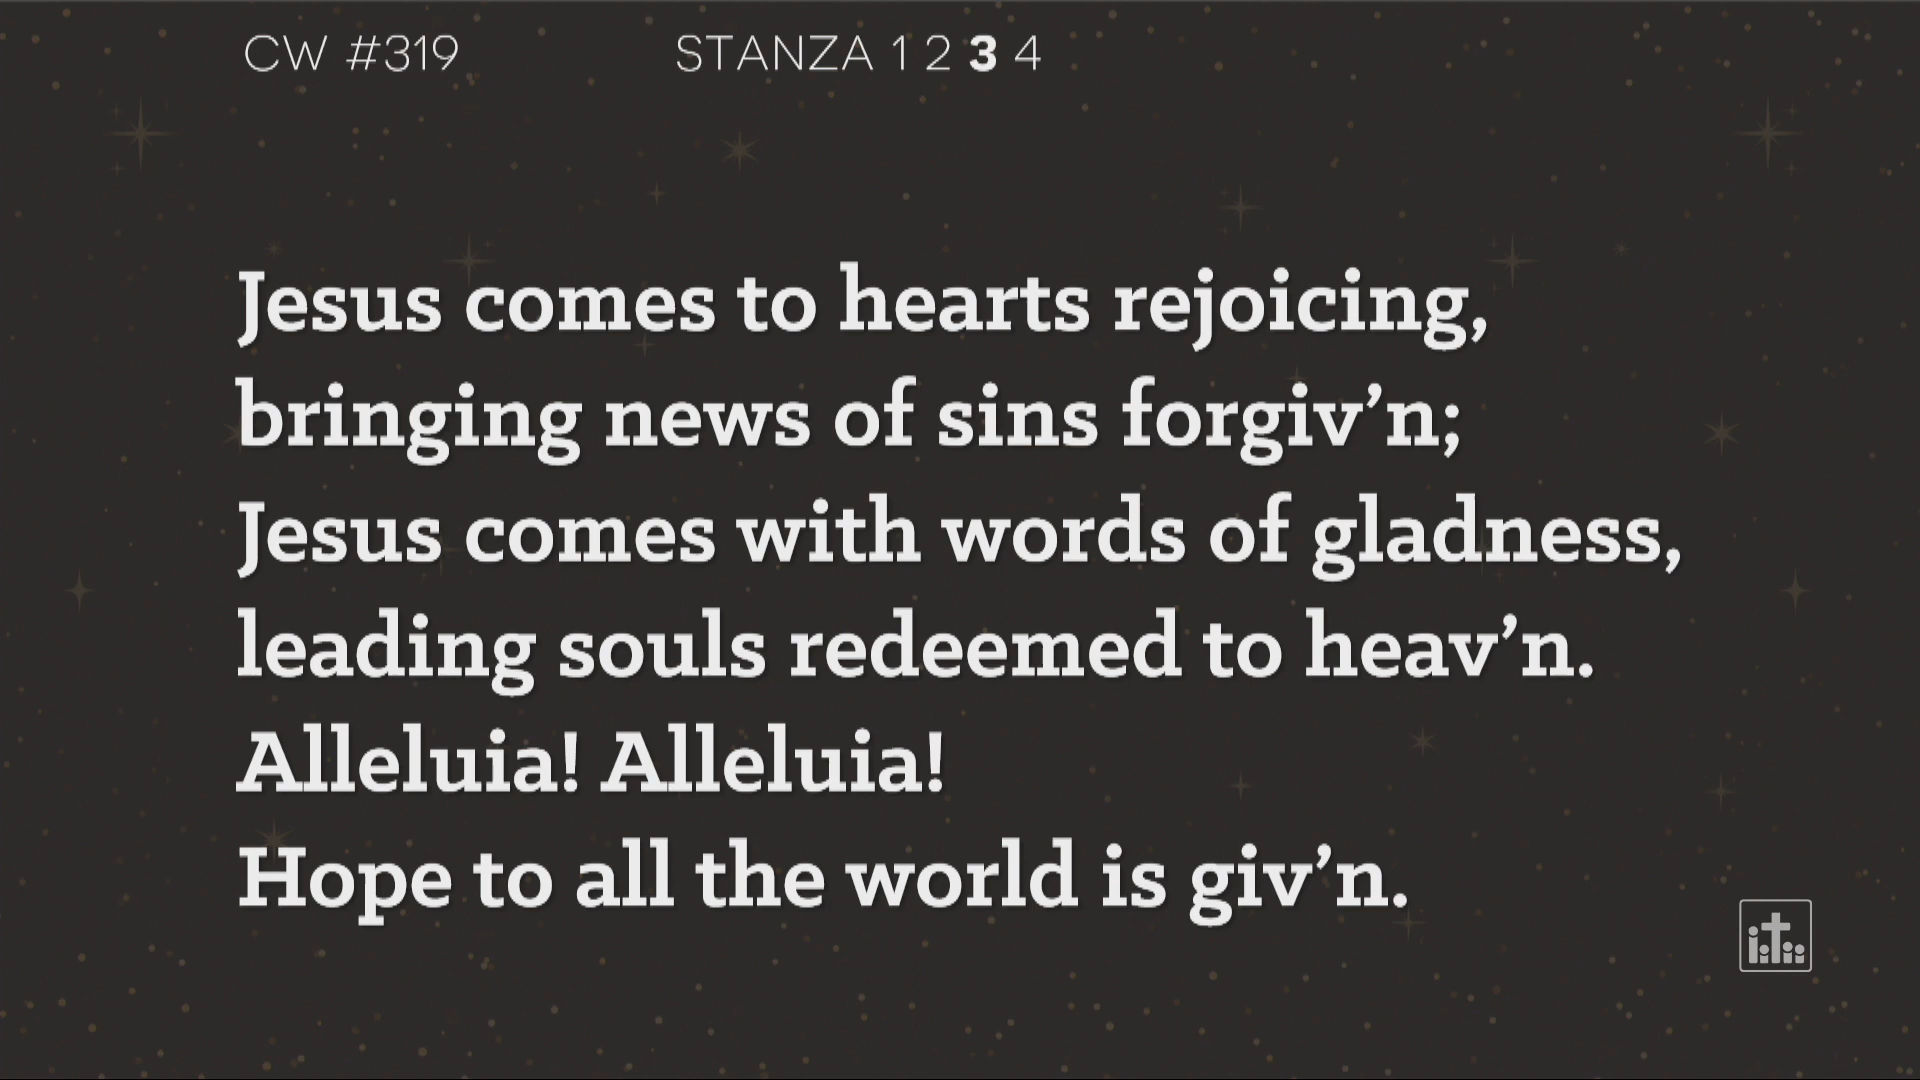 CW #319 STANZA 1 2 3 4
Jesus comes to hearts rejoicing,
bringing news of sins forgiv’n;
Jesus comes with words of gladness,
leading souls redeemed to heav’n.
Alleluia! Alleluia!
Hope to all the world is giv’n.